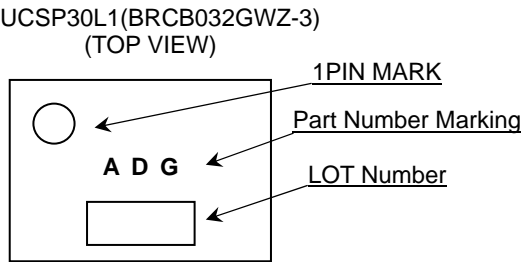 UCSP30L1(BRCB032GWZ-3)
(TOP VIEW)
1PIN MARK
Part Number Marking
A D G
LOT Number